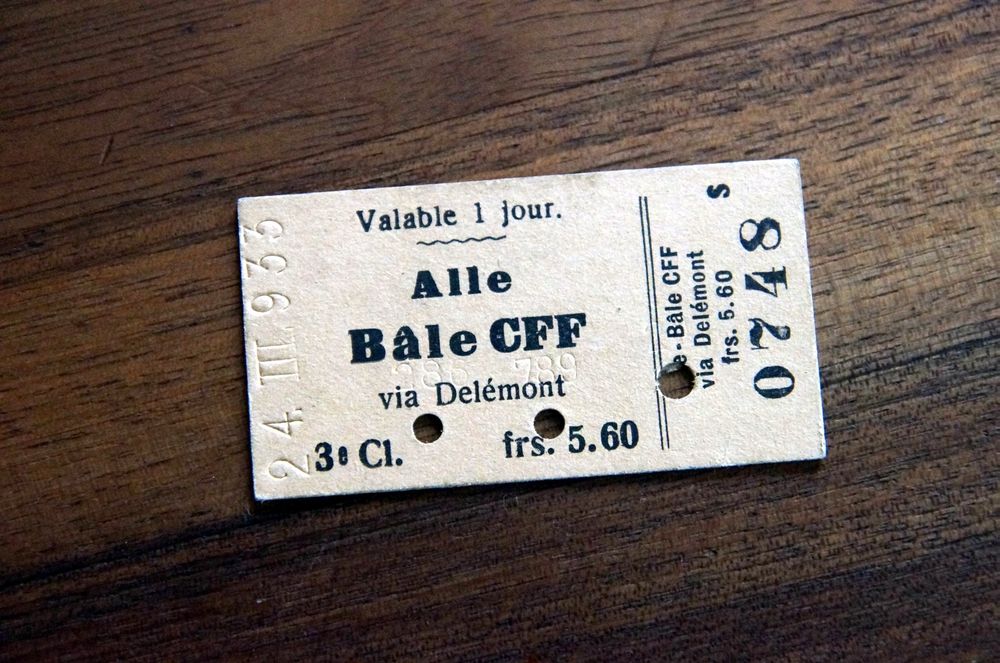 24. III. 933
Valable 1 jour.
Alle
Bâle CFF
via Delémont
3e Cl. frs. 5.60
e - Bâle CFF
via Delémont
frs. 5.60
s
0748